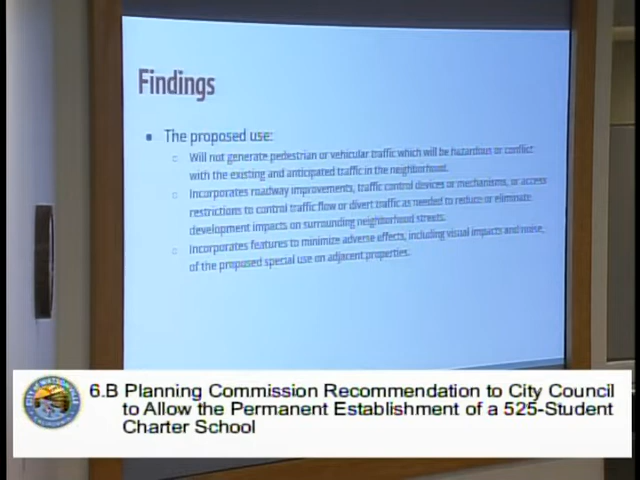 Findings
The proposed use:
Will not generate pedestrian or vehicular traffic which will be hazardous or conflict
with the existing and anticipated traffic in the neighborhood.
Incorporates roadway improvements, traffic control devices or mechanisms, or access
restrictions to control traffic flow or divert traffic as needed to reduce or eliminate
development impacts on surrounding neighborhood streets.
Incorporates features to minimize adverse effects, including visual impacts and noise,
of the proposed special use on adjacent properties.
6.B Planning Commission Recommendation to City Council
to Allow the Permanent Establishment of a 525-Student
Charter School